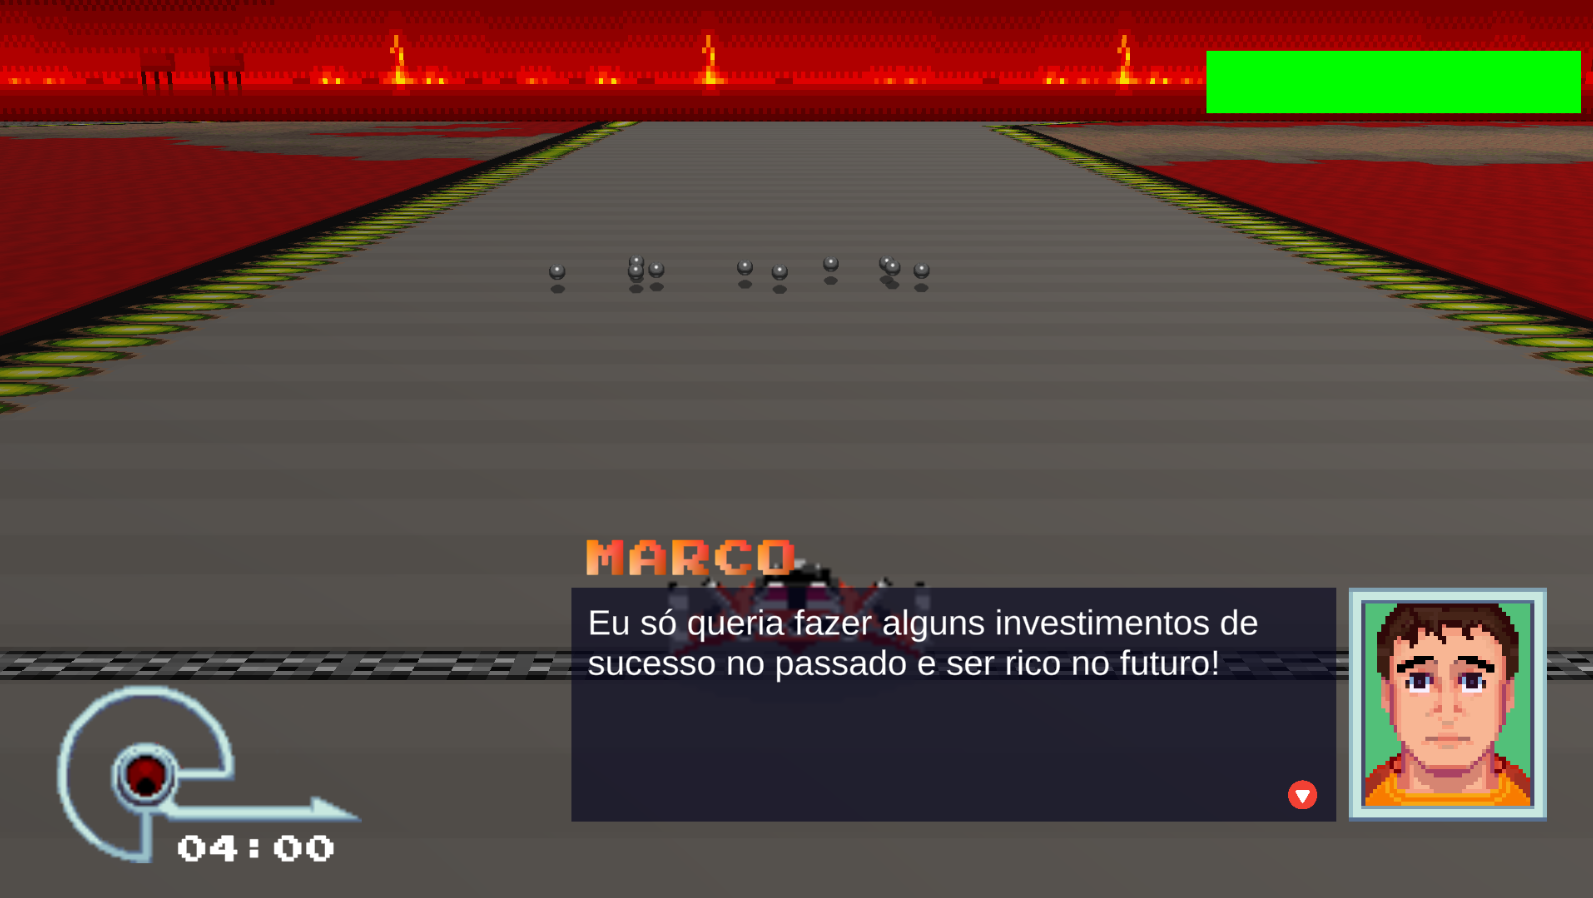 MARCO
Eu só queria fazer alguns investimentos de
sucesso no passado e ser rico no futuro!
04:00